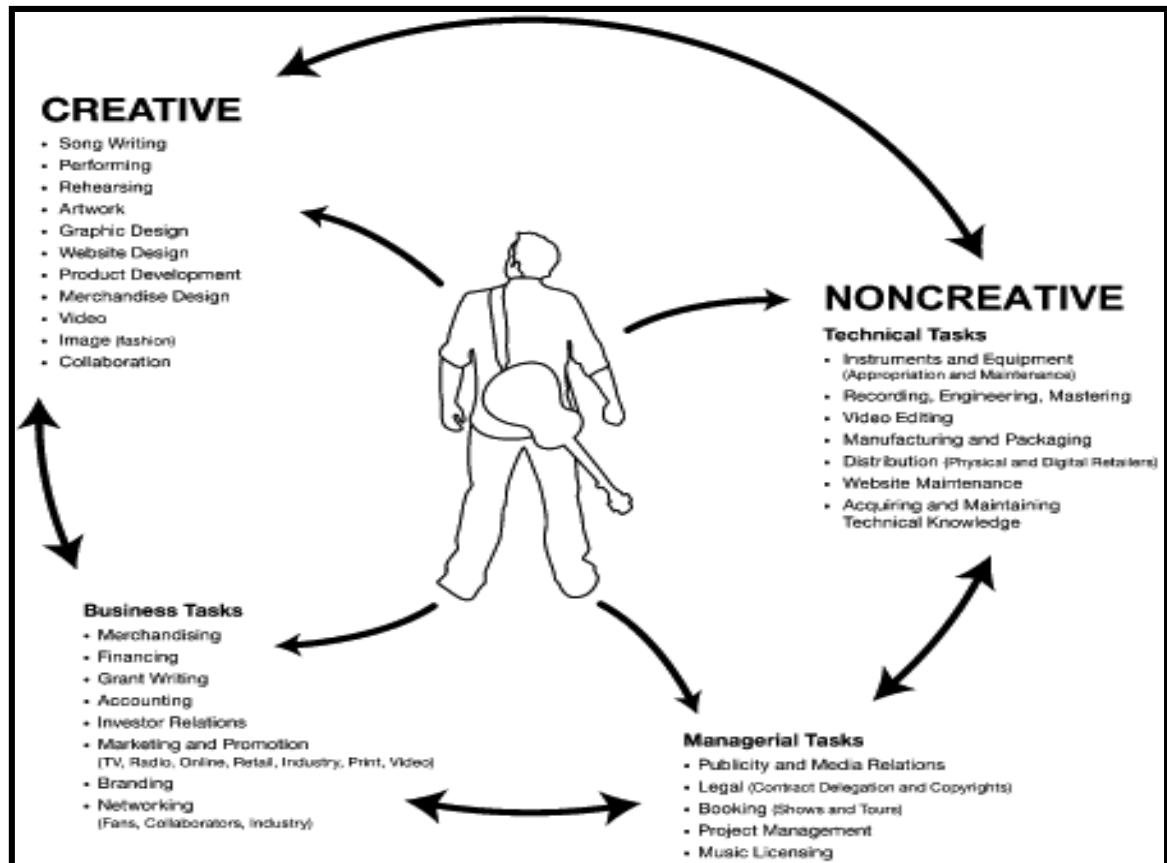 CREATIVE
• Song Writing
• Performing
• Rehearsing
• Artwork
• Graphic Design
• Website Design
• Product Development
• Merchandise Design
• Video
• Image (fashion)
• Collaboration
NONCREATIVE
Technical Tasks
• Instruments and Equipment
(Appropriation and Maintenance)
• Recording, Engineering, Mastering
• Video Editing
• Manufacturing and Packaging
• Distribution (Physical and Digital Retailers)
• Website Maintenance
• Acquiring and Maintaining
Technical Knowledge
Business Tasks
• Merchandising
• Financing
• Grant Writing
• Accounting
• Investor Relations
• Marketing and Promotion
(TV, Radio, Online, Retail, Industry, Print, Video)
• Branding
• Networking
(Fans, Collaborators, Industry)
Managerial Tasks
• Publicity and Media Relations
• Legal (Contract Delegation and Copyrights)
• Booking (Shows and Tours)
• Project Management
• Music Licensing